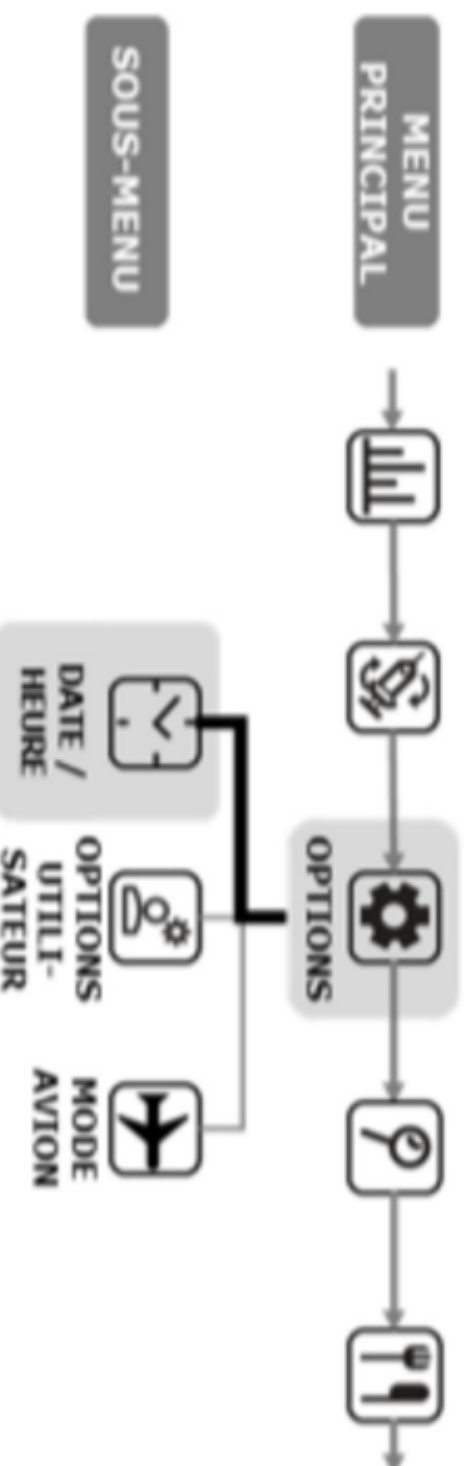 MENU
PRINCIPAL
OPTIONS
SOUS-MENU
DATE /
HEURE
OPTIONS
UTILI-
SATEUR
MODE
AVION